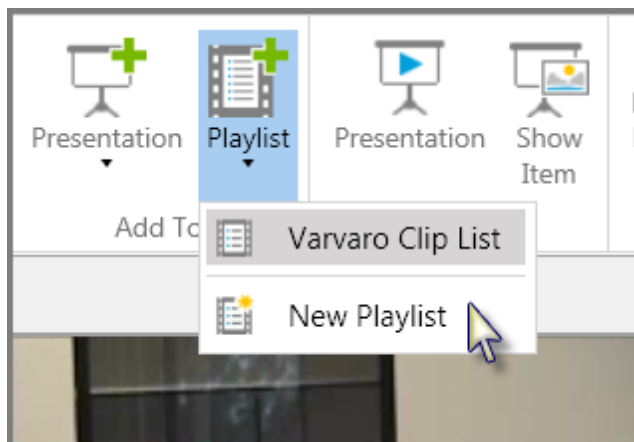 Presentation
Playlist
Presentation
Show
Item
Add To
Varvaro Clip List
New Playlist